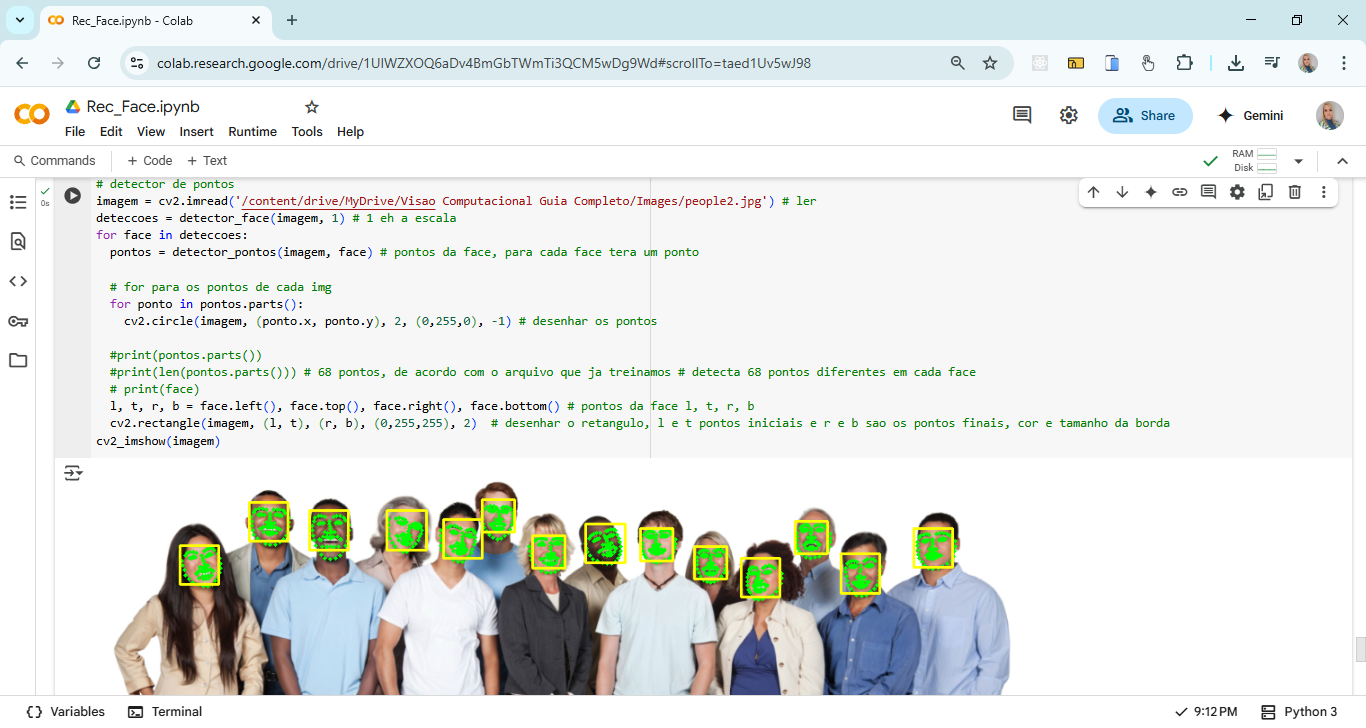 Rec_Face.ipynb - Colab
colab.research.google.com/drive/1UIWZXOQ6aDv4BmGbTWmTi3QCM5wDg9Wd#scrollTo=taed1Uv5wJ98
Rec_Face.ipynb
File Edit View Insert Runtime Tools Help
Share
Gemini
Commands + Code + Text
RAM
Disk
0s
# detector de pontos
imagem = cv2.imread('/content/drive/MyDrive/Visao Computacional Guia Completo/Images/people2.jpg') # ler
deteccoes = detector_face(imagem, 1) # 1 eh a escala
for face in deteccoes:
  pontos = detector_pontos(imagem, face) # pontos da face, para cada face tera um ponto
  # for para os pontos de cada img
  for ponto in pontos.parts():
    cv2.circle(imagem, (ponto.x, ponto.y), 2, (0,255,0), -1) # desenhar os pontos
  #print(pontos.parts())
  #print(len(pontos.parts())) # 68 pontos, de acordo com o arquivo que ja treinamos # detecta 68 pontos diferentes em cada face
  # print(face)
  l, t, r, b = face.left(), face.top(), face.right(), face.bottom() # pontos da face l, t, r, b
  cv2.rectangle(imagem, (l, t), (r, b), (0,255,255), 2)  # desenhar o retangulo, l e t pontos iniciais e r e b sao os pontos finais, cor e tamanho da borda
cv2_imshow(imagem)
Variables Terminal
9:12 PM Python 3